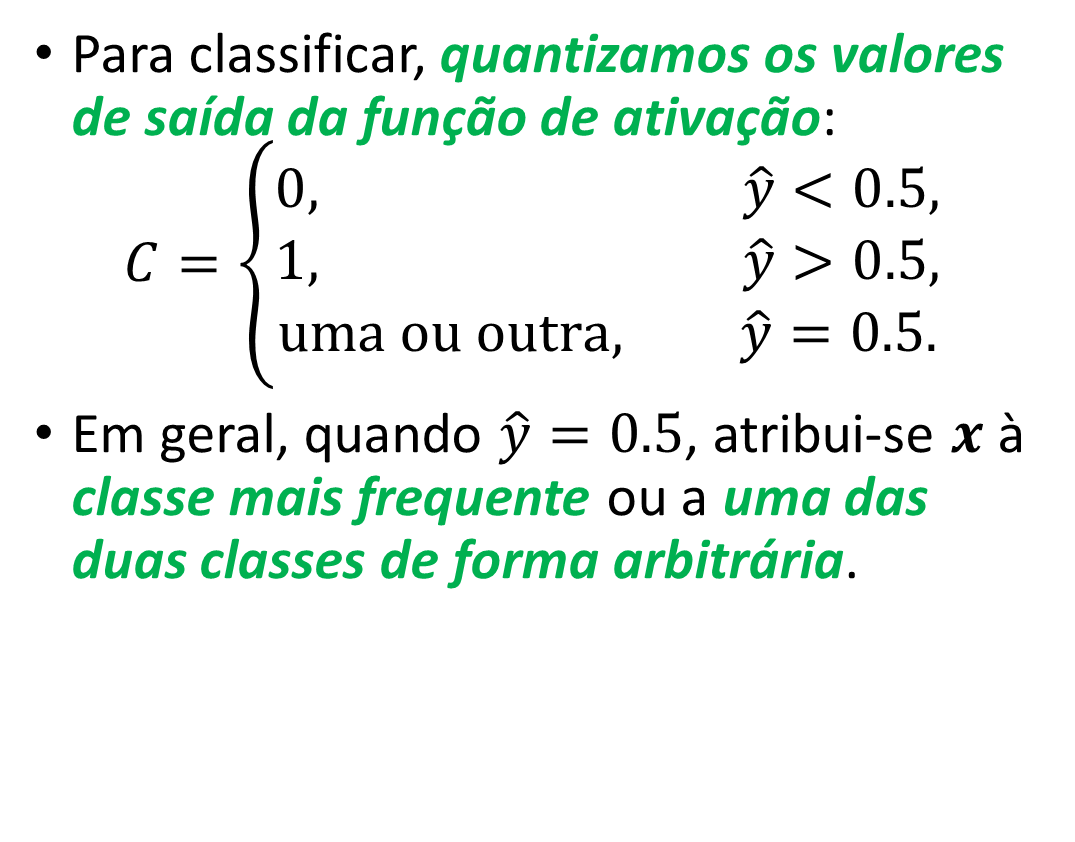 • Para classificar, quantizamos os valores
de saída da função de ativação:
0, ŷ < 0.5,
C = { 1, ŷ > 0.5,
uma ou outra, ŷ = 0.5.
• Em geral, quando ŷ = 0.5, atribui-se x à
classe mais frequente ou a uma das
duas classes de forma arbitrária.